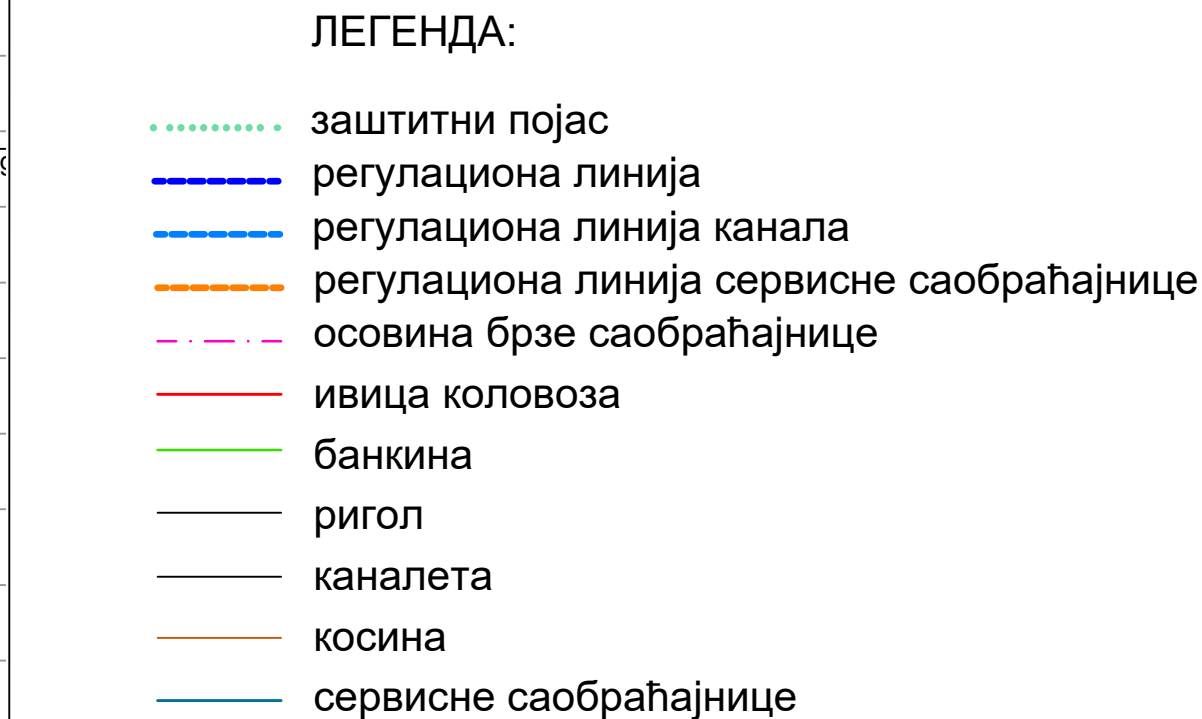 ЛЕГЕНДА:
заштитни појас
регулациона линија
регулациона линија канала
регулациона линија сервисне саобраћајнице
осовина брзе саобраћајнице
ивица коловоза
банкина
ригол
каналета
косина
сервисне саобраћајнице